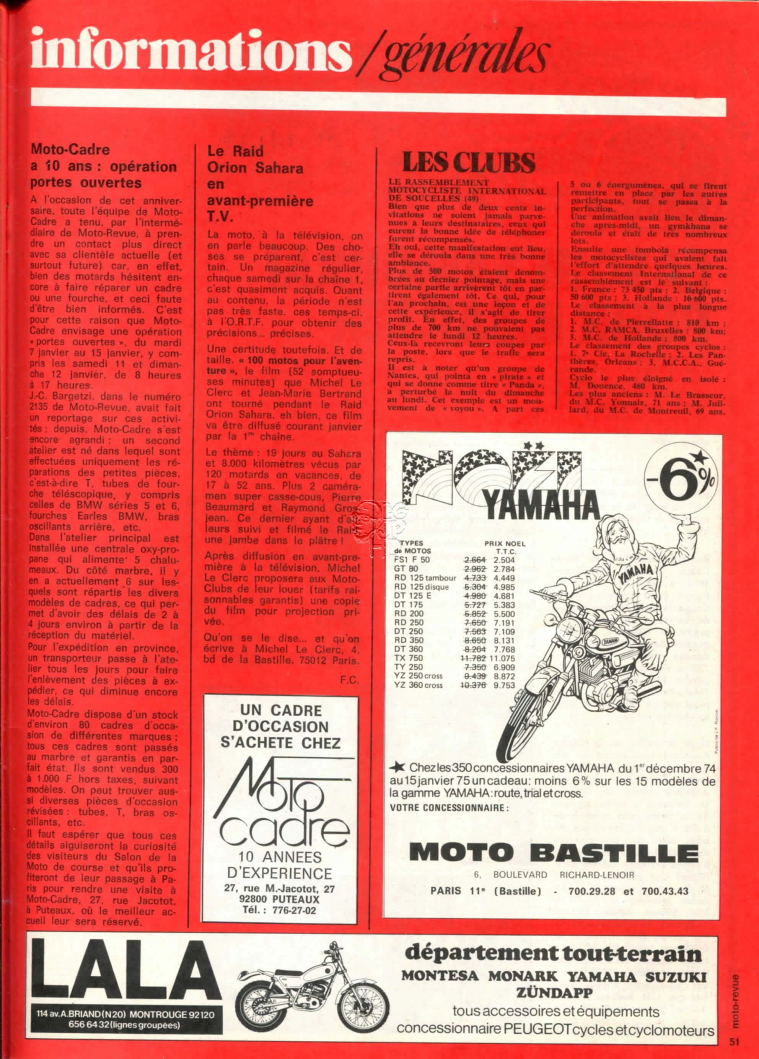 informations/générales
Moto-Cadre
a 10 ans : opération
portes ouvertes
A l'occasion de cet anniver-
saire, toute l'équipe de Moto-
Cadre a tenu, par l'intermé-
diaire de Moto-Revue, à pren-
dre un contact plus direct
avec sa clientèle actuelle (et
surtout future) car, en effet,
bien des motards hésitent en-
core à faire réparer un cadre
ou une fourche, et ceci faute
d'être bien informés. C'est
pour cette raison que Moto-
Cadre envisage une opération
« portes ouvertes », du mardi
7 janvier au 15 janvier, y com-
pris les samedi 11 et diman-
che 12 janvier, de 8 heures
à 17 heures.
J.-C. Bargetzi, dans le numéro
2135 de Moto-Revue, avait fait
un reportage sur ces activi-
tés ; depuis, Moto-Cadre s'est
encore agrandi ; un second
atelier est né dans lequel sont
effectuées uniquement les ré-
parations des petites pièces,
c'est-à-dire T, tubes de four-
che téléscopique, y compris
celles de BMW séries 5 et 6,
fourches Earles BMW, bras
oscillants arrière, etc.
Dans l'atelier principal est
installée une centrale oxy-pro-
pane qui alimente 5 chalu-
meaux. Du côté marbre, il y
en a actuellement 6 sur les-
quels sont répartis les divers
modèles de cadres, ce qui per-
met d'avoir des délais de 2 à
4 jours environ à partir de la
réception du matériel.
Pour l'expédition en province,
un transporteur passe à l'ate-
lier tous les jours pour faire
l'enlèvement des pièces à ex-
pédier, ce qui diminue encore
les délais.
Moto-Cadre dispose d'un stock
d'environ 80 cadres d'occa-
sion de différentes marques ;
tous ces cadres sont passés
au marbre et garantis en par-
fait état. Ils sont vendus 300
à 1.000 F hors taxes, suivant
modèles. On peut trouver aus-
si diverses pièces d'occasion
révisées : tubes, T, bras os-
cillants, etc.
Il faut espérer que tous ces
détails aiguiseront la curiosité
des visiteurs du Salon de la
Moto de course et qu'ils pro-
fiteront de leur passage à Pa-
ris pour rendre une visite à
Moto-Cadre, 27, rue Jacotot,
à Puteaux, où le meilleur ac-
cueil leur sera réservé.
Le Raid
Orion Sahara
en
avant-première
T.V.
La moto, à la télévision, on
en parle beaucoup. Des cho-
ses se préparent, c'est cer-
tain. Un magazine régulier,
chaque samedi sur la chaîne 1,
c'est quasiment acquis. Quant
au contenu, la période n'est
pas très faste, ces temps-ci,
à l'O.R.T.F. pour obtenir des
précisions... précises.
Une certitude toutefois. Et de
taille. « 100 motos pour l'aven-
ture », le film (52 somptueu-
ses minutes) que Michel Le
Clerc et Jean-Marie Bertrand
ont tourné pendant le Raid
Orion Sahara, eh bien, ce film
va être diffusé courant janvier
par la 1re chaîne.
Le thème : 19 jours au Sahara
et 8.000 kilomètres vécus par
120 motards en vacances, de
17 à 52 ans. Plus 2 caméra-
men super casse-cous, Pierre
Beaumard et Raymond Gros-
jean. Ce dernier ayant d'ail-
leurs suivi et filmé le Raid
une jambe dans le plâtre !
Après diffusion en avant-pre-
mière à la télévision, Michel
Le Clerc proposera aux Moto-
Clubs de leur louer (tarifs rai-
sonnables garantis) une copie
du film pour projection pri-
vée.
Qu'on se le dise... et qu'on
écrive à Michel Le Clerc, 4,
bd de la Bastille, 75012 Paris.
F.C.
UN CADRE
D'OCCASION
S'ACHETE CHEZ
Moto
cadre
10 ANNEES
D'EXPERIENCE
27, rue M.-Jacotot, 27
92800 PUTEAUX
Tél. : 776-27-02
LES CLUBS
LE RASSEMBLEMENT
MOTOCYCLISTE INTERNATIONAL
DE SOUCELLES (49)
Bien que plus de deux cents in-
vitations ne soient jamais parve-
nues à leurs destinataires, ceux qui
eurent la bonne idée de téléphoner
furent récompensés.
Eh oui, cette manifestation eut lieu,
elle se déroula dans une très bonne
ambiance.
Plus de 300 motos étaient dénom-
brées au dernier pointage, mais une
certaine partie arrivèrent tôt en par-
tirent également tôt. Ce qui, pour
l'an prochain, est une leçon et de
cette expérience, il s'agit de tirer
profit. En effet, des groupes de
plus de 700 km ne pouvaient pas
attendre le lundi 12 heures.
Ceux-là recevront leurs coupes par
la poste, lors que le trafic sera
repris.
Il est à noter qu'un groupe de
Nantes, qui pointa en « pirate » et
qui se donne comme titre « Panda »,
a perturbé la nuit du dimanche
au lundi. Cet exemple est un mou-
vement de « voyou ». A part ces
5 ou 6 énergumènes, qui se firent
remettre en place par les autres
participants, tout se passa à la
perfection.
Une animation avait lieu le diman-
che après-midi, un gymkhana se
déroula et était de très nombreux
lots.
Ensuite une tombola récompensa
les motocyclistes qui avaient fait
l'effort d'attendre quelques heures.
Le classement International de ce
rassemblement est le suivant :
1. France : 73 450 pts ; 2. Belgique :
50 600 pts ; 3. Hollande : 16 600 pts.
Le classement à la plus longue
distance :
1. M.C. de Pierrelatte : 810 km ;
2. M.C. RAMCA, Bruxelles : 800 km;
3. M.C. de Hollande : 800 km.
Le classement des groupes cyclos :
1. 7e Cie, La Rochelle ; 2. Les Pan-
thères, Orléans ; 3. M.C.C.A., Gué-
rande.
Cyclo le plus éloigné en isolé :
M. Dournce, 460 km.
Les plus anciens : M. Le Brasseur,
du M.C. Yonnais, 71 ans ; M. Juil-
lard, du M.C. de Montreuil, 69 ans.
NOËL
YAMAHA
-6%
YAMAHA
TYPES PRIX NOEL
de MOTOS T.T.C.
FS1 F 50 2.664 2.504
GT 80 2.962 2.784
RD 125 tambour 4.733 4.449
RD 125 disque 5.304 4.985
DT 125 E 4.980 4.681
DT 175 5.727 5.383
RD 200 5.852 5.500
RD 250 7.650 7.191
DT 250 7.563 7.109
RD 350 8.650 8.131
DT 360 8.264 7.768
TX 750 11.782 11.075
TY 250 7.350 6.909
YZ 250 cross 9.439 8.872
YZ 360 cross 10.376 9.753
★ Chez les 350 concessionnaires YAMAHA du 1er décembre 74
au 15 janvier 75 un cadeau: moins 6% sur les 15 modèles de
la gamme YAMAHA: route, trial et cross.
VOTRE CONCESSIONNAIRE :
MOTO BASTILLE
6, BOULEVARD RICHARD-LENOIR
PARIS 11e (Bastille) - 700.29.28 et 700.43.43
LALA
114 av. A. BRIAND (N20) MONTROUGE 92120
656 64 32 (lignes groupées)
département tout-terrain
MONTESA MONARK YAMAHA SUZUKI
ZÜNDAPP
tous accessoires et équipements
concessionnaire PEUGEOT cycles et cyclomoteurs
moto-revue
51